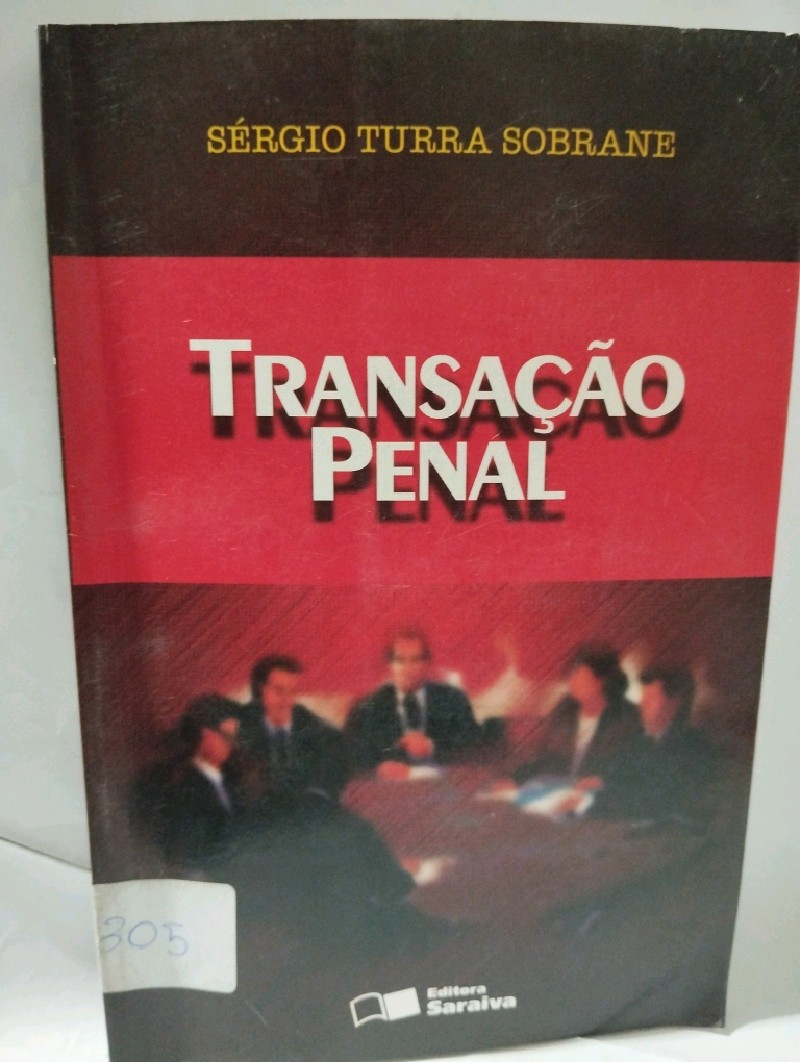 SÉRGIO TURRA SOBRANE
TRANSAÇÃO
PENAL
305
Editora
Saraiva